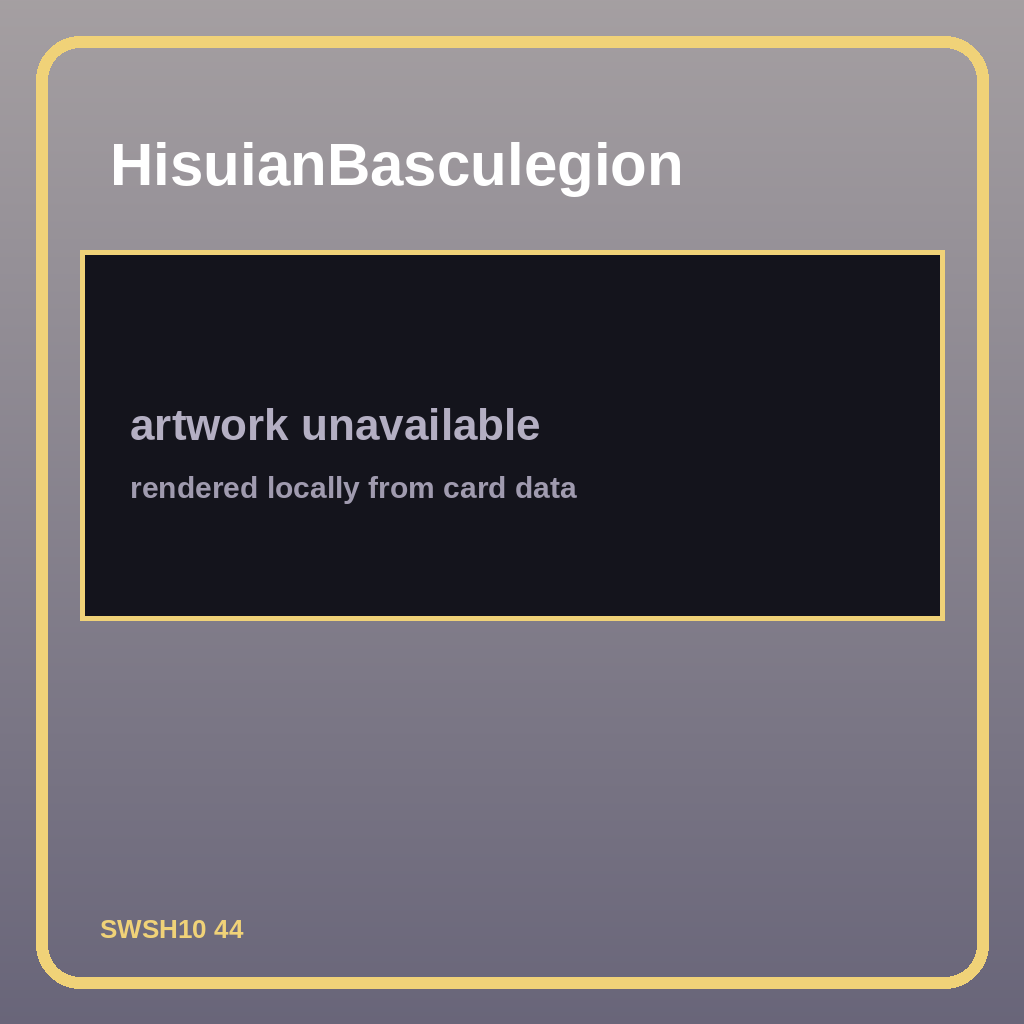 HisuianBasculegion
artwork unavailable
rendered locally from card data
SWSH10 44